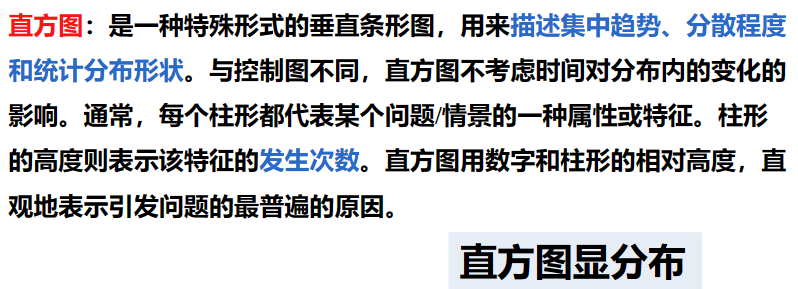 直方图：是一种特殊形式的垂直条形图，用来描述集中趋势、分散程度
和统计分布形状。与控制图不同，直方图不考虑时间对分布内的变化的
影响。通常，每个柱形都代表某个问题/情景的一种属性或特征。柱形
的高度则表示该特征的发生次数。直方图用数字和柱形的相对高度，直
观地表示引发问题的最普遍的原因。
直方图显分布